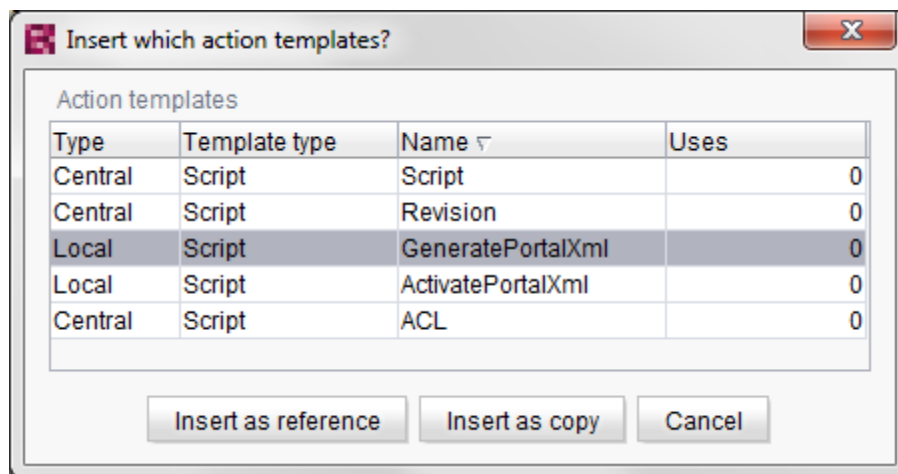 Insert which action templates?
Action templates
Type Template type Name Uses
Central Script Script 0
Central Script Revision 0
Local Script GeneratePortalXml 0
Local Script ActivatePortalXml 0
Central Script ACL 0
Insert as reference Insert as copy Cancel